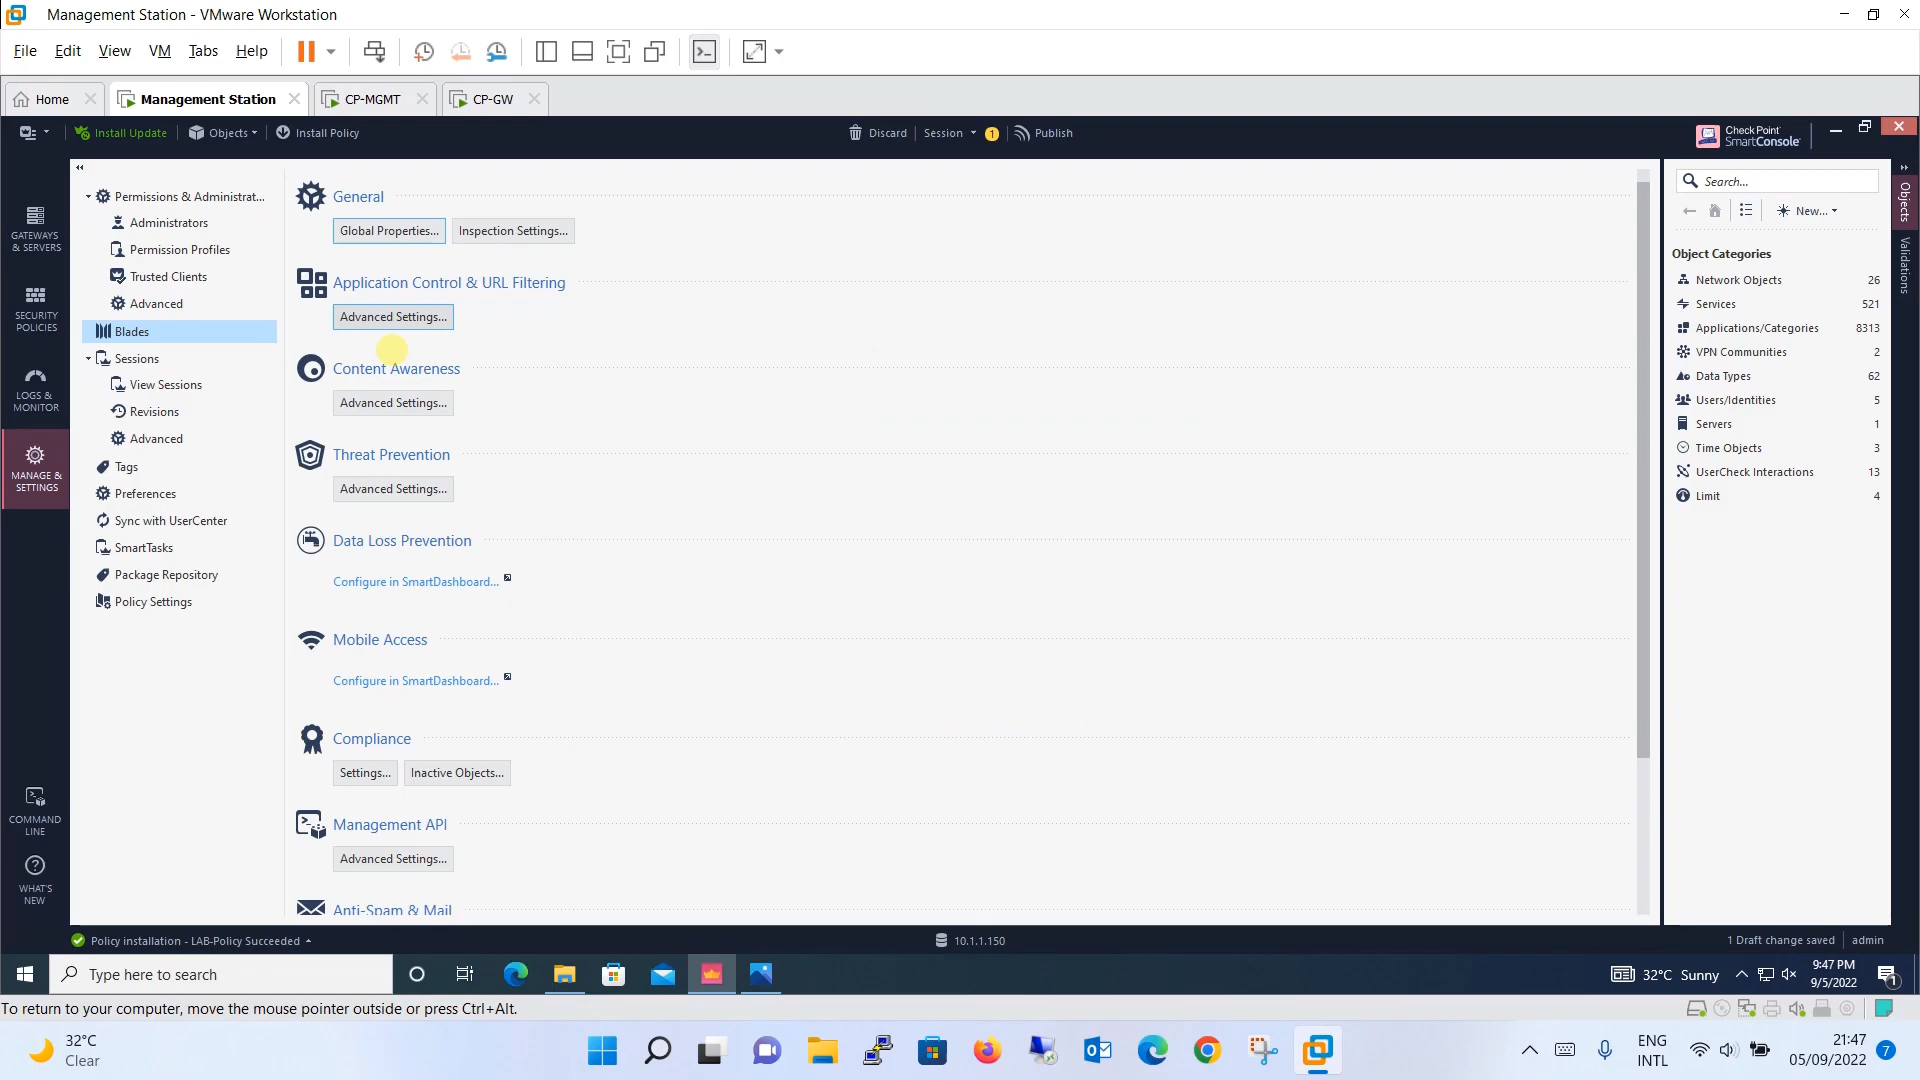 Management Station - VMware Workstation
File Edit View VM Tabs Help
Home Management Station CP-MGMT CP-GW
Install Update Objects Install Policy Discard Session 1 Publish
Check Point
SmartConsole
GATEWAYS
& SERVERS
SECURITY
POLICIES
LOGS &
MONITOR
MANAGE &
SETTINGS
COMMAND
LINE
WHAT'S
NEW
Permissions & Administrat...
Administrators
Permission Profiles
Trusted Clients
Advanced
Blades
Sessions
View Sessions
Revisions
Advanced
Tags
Preferences
Sync with UserCenter
SmartTasks
Package Repository
Policy Settings
General
Global Properties... Inspection Settings...
Application Control & URL Filtering
Advanced Settings...
Content Awareness
Advanced Settings...
Threat Prevention
Advanced Settings...
Data Loss Prevention
Configure in SmartDashboard...
Mobile Access
Configure in SmartDashboard...
Compliance
Settings... Inactive Objects...
Management API
Advanced Settings...
Anti-Spam & Mail
Search...
New...
Object Categories
Network Objects 26
Services 521
Applications/Categories 8313
VPN Communities 2
Data Types 62
Users/Identities 5
Servers 1
Time Objects 3
UserCheck Interactions 13
Limit 4
Objects
Validations
Policy installation - LAB-Policy Succeeded 10.1.1.150 1 Draft change saved admin
Type here to search
32°C Sunny
9:47 PM
9/5/2022
1
To return to your computer, move the mouse pointer outside or press Ctrl+Alt.
32°C
Clear
ENG
INTL
21:47
05/09/2022
7